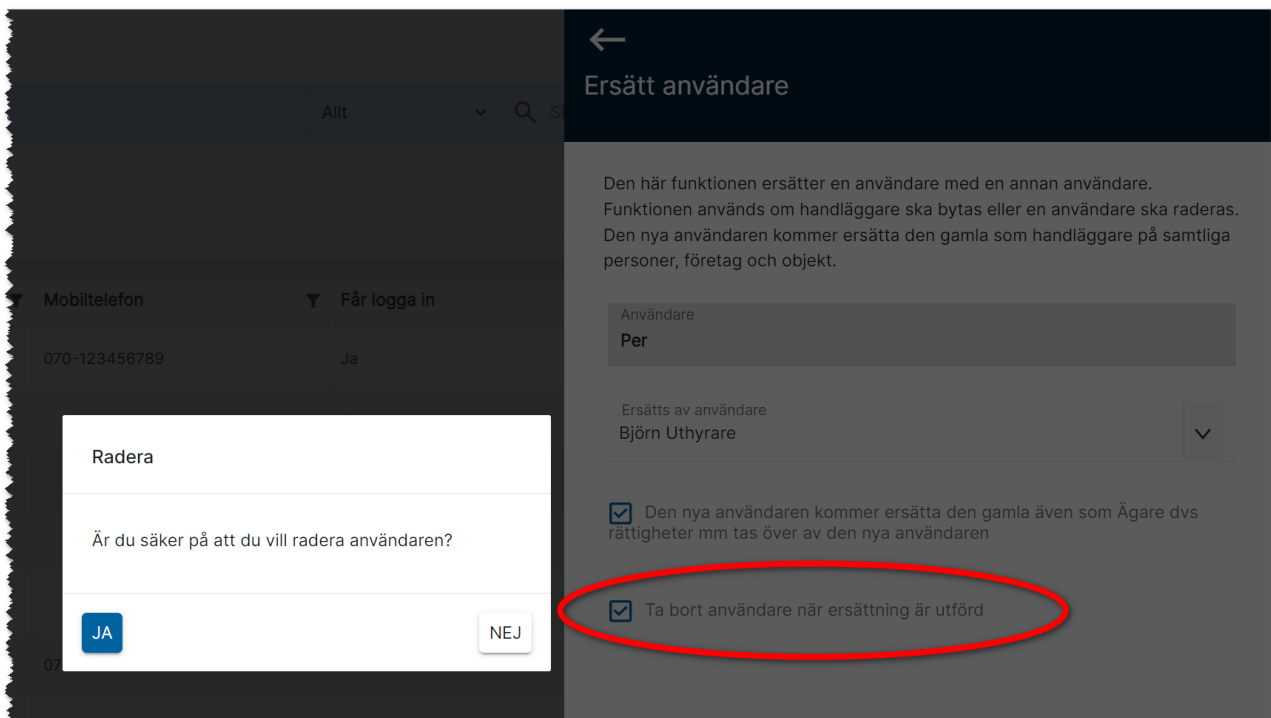 Ersätt användare
Allt
Den här funktionen ersätter en användare med en annan användare.
Funktionen används om handläggare ska bytas eller en användare ska raderas.
Den nya användaren kommer ersätta den gamla som handläggare på samtliga
personer, företag och objekt.
Mobiltelefon
Får logga in
070-123456789
Ja
Användare
Per
Ersätts av användare
Björn Uthyrare
Radera
Är du säker på att du vill radera användaren?
JA
NEJ
Den nya användaren kommer ersätta den gamla även som Ägare dvs
rättigheter mm tas över av den nya användaren
Ta bort användare när ersättning är utförd